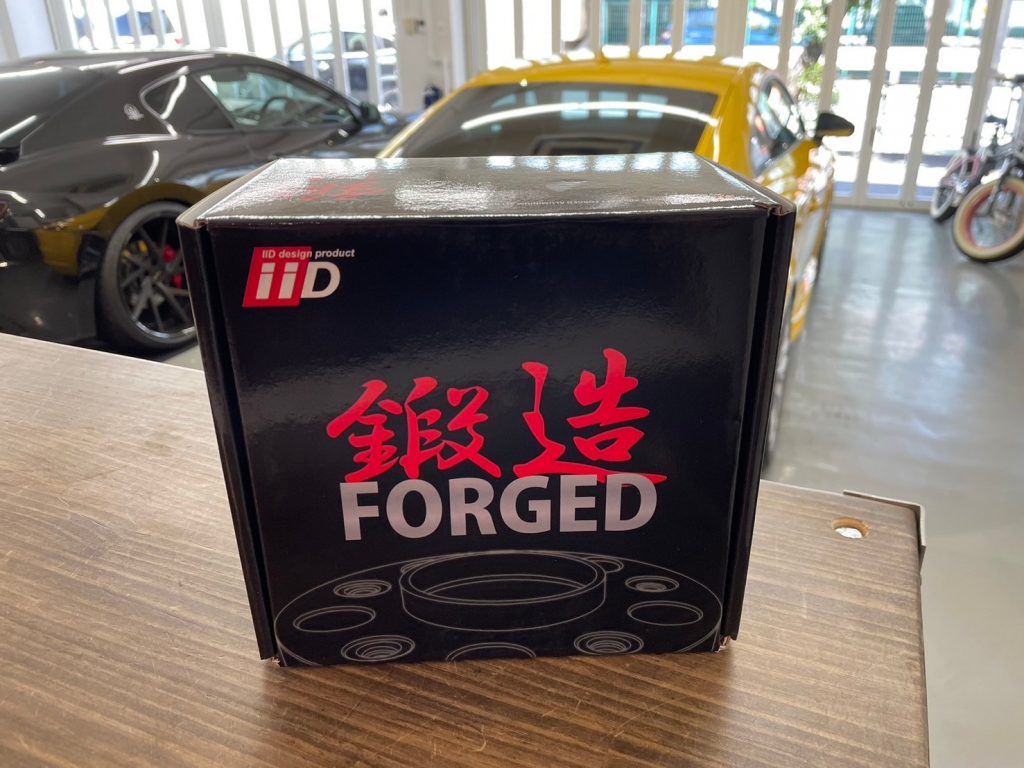 IID design product
iiD
鍛造
FORGED